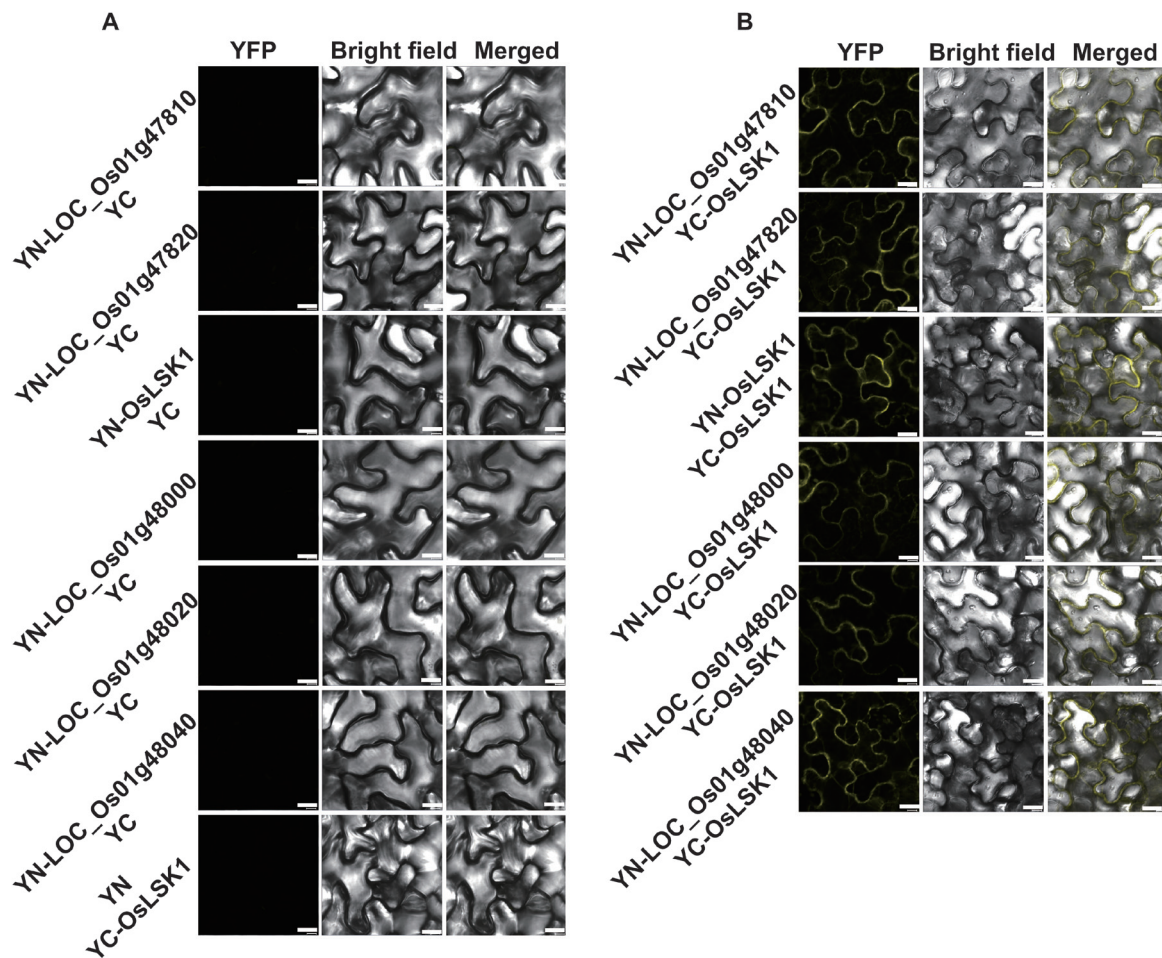 A
YFP Bright field Merged
YN-LOC_Os01g47810
YC
YN-LOC_Os01g47820
YC
YN-OsLSK1
YC
YN-LOC_Os01g48000
YC
YN-LOC_Os01g48020
YC
YN-LOC_Os01g48040
YC
YN
YC-OsLSK1
B
YFP Bright field Merged
YN-LOC_Os01g47810
YC-OsLSK1
YN-LOC_Os01g47820
YC-OsLSK1
YN-OsLSK1
YC-OsLSK1
YN-LOC_Os01g48000
YC-OsLSK1
YN-LOC_Os01g48020
YC-OsLSK1
YN-LOC_Os01g48040
YC-OsLSK1